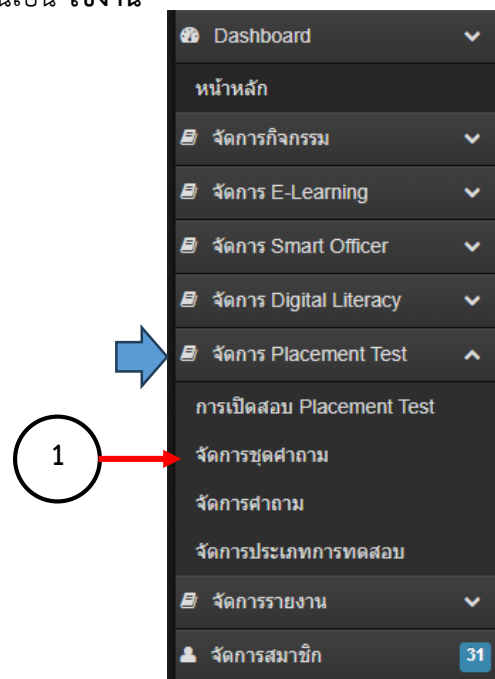 ใช้งาน
Dashboard
หน้าหลัก
จัดการกิจกรรม
จัดการ E-Learning
จัดการ Smart Officer
จัดการ Digital Literacy
จัดการ Placement Test
การเปิดสอบ Placement Test
1
จัดการชุดคำถาม
จัดการคำถาม
จัดการประเภทการทดสอบ
จัดการรายงาน
จัดการสมาชิก 31